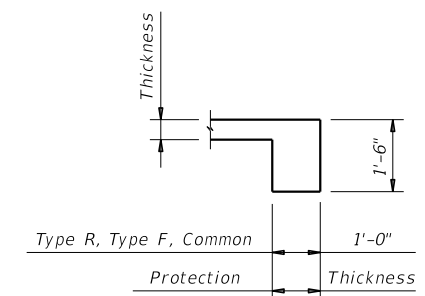 Thickness
1'-6"
Type R, Type F, Common 1'-0"
Protection Thickness